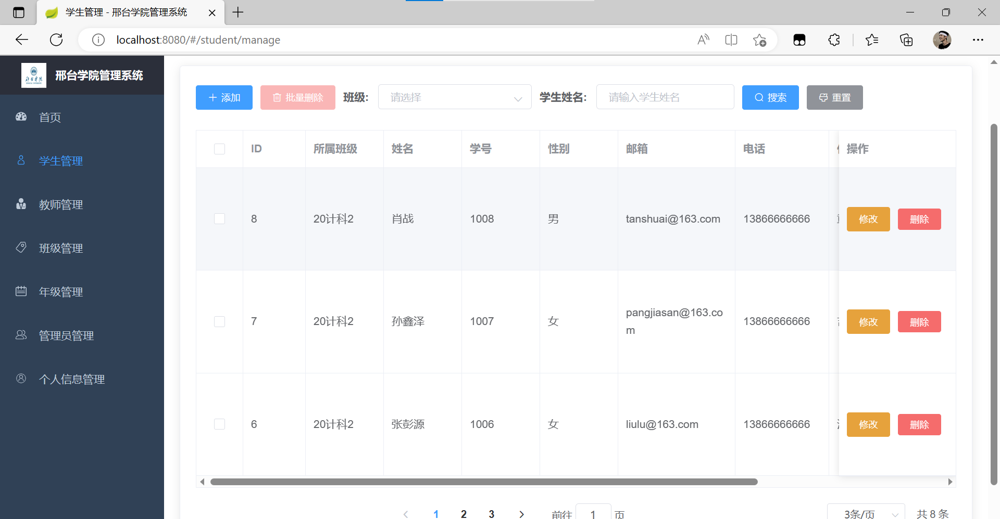 学生管理 - 邢台学院管理系统
localhost:8080/#/student/manage
邢台学院管理系统
首页
学生管理
教师管理
班级管理
年级管理
管理员管理
个人信息管理
添加 批量删除 班级: 请选择 学生姓名: 请输入学生姓名 搜索 重置
ID 所属班级 姓名 学号 性别 邮箱 电话 操作
8 20计科2 肖战 1008 男 tanshuai@163.com 13866666666 修改 删除
7 20计科2 孙鑫泽 1007 女 pangjiasan@163.co
m 13866666666 修改 删除
6 20计科2 张彭源 1006 女 liulu@163.com 13866666666 修改 删除
1 2 3 前往 1 页 3条/页 共 8 条